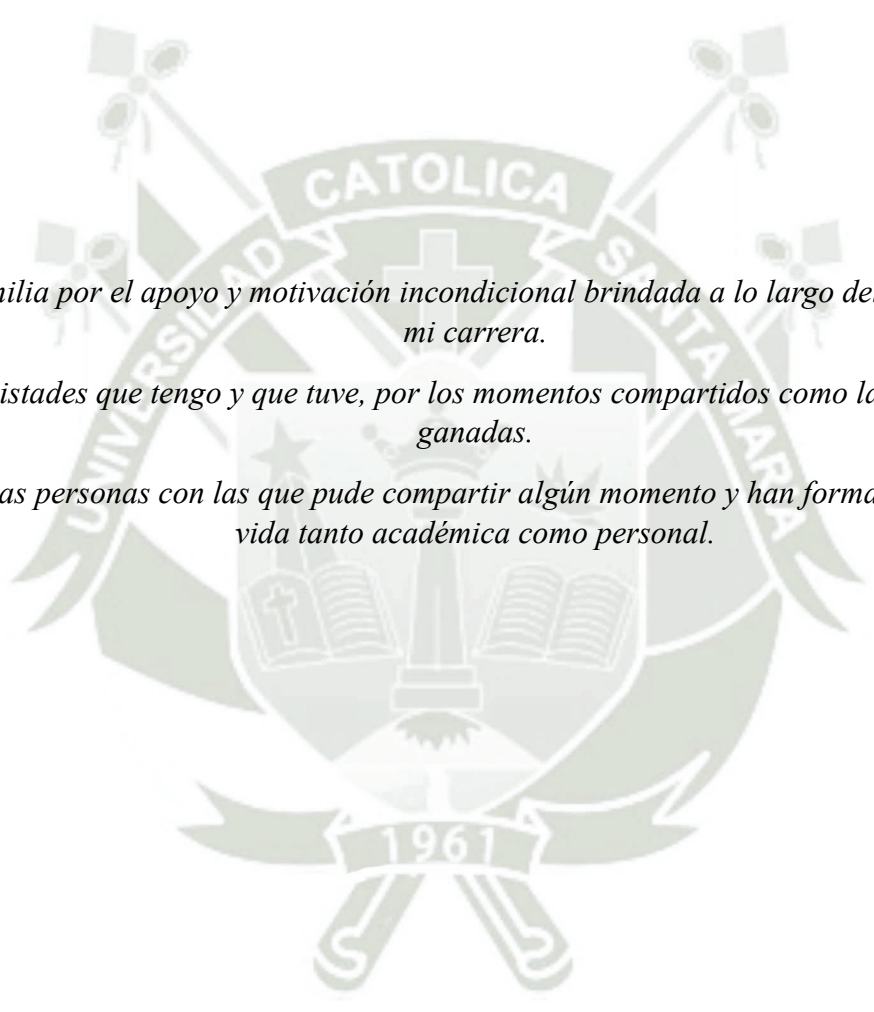 UNIVERSIDAD CATOLICA SANTA MARIA
milia por el apoyo y motivación incondicional brindada a lo largo de
mi carrera.
istades que tengo y que tuve, por los momentos compartidos como la
ganadas.
as personas con las que pude compartir algún momento y han forma
vida tanto académica como personal.
1961